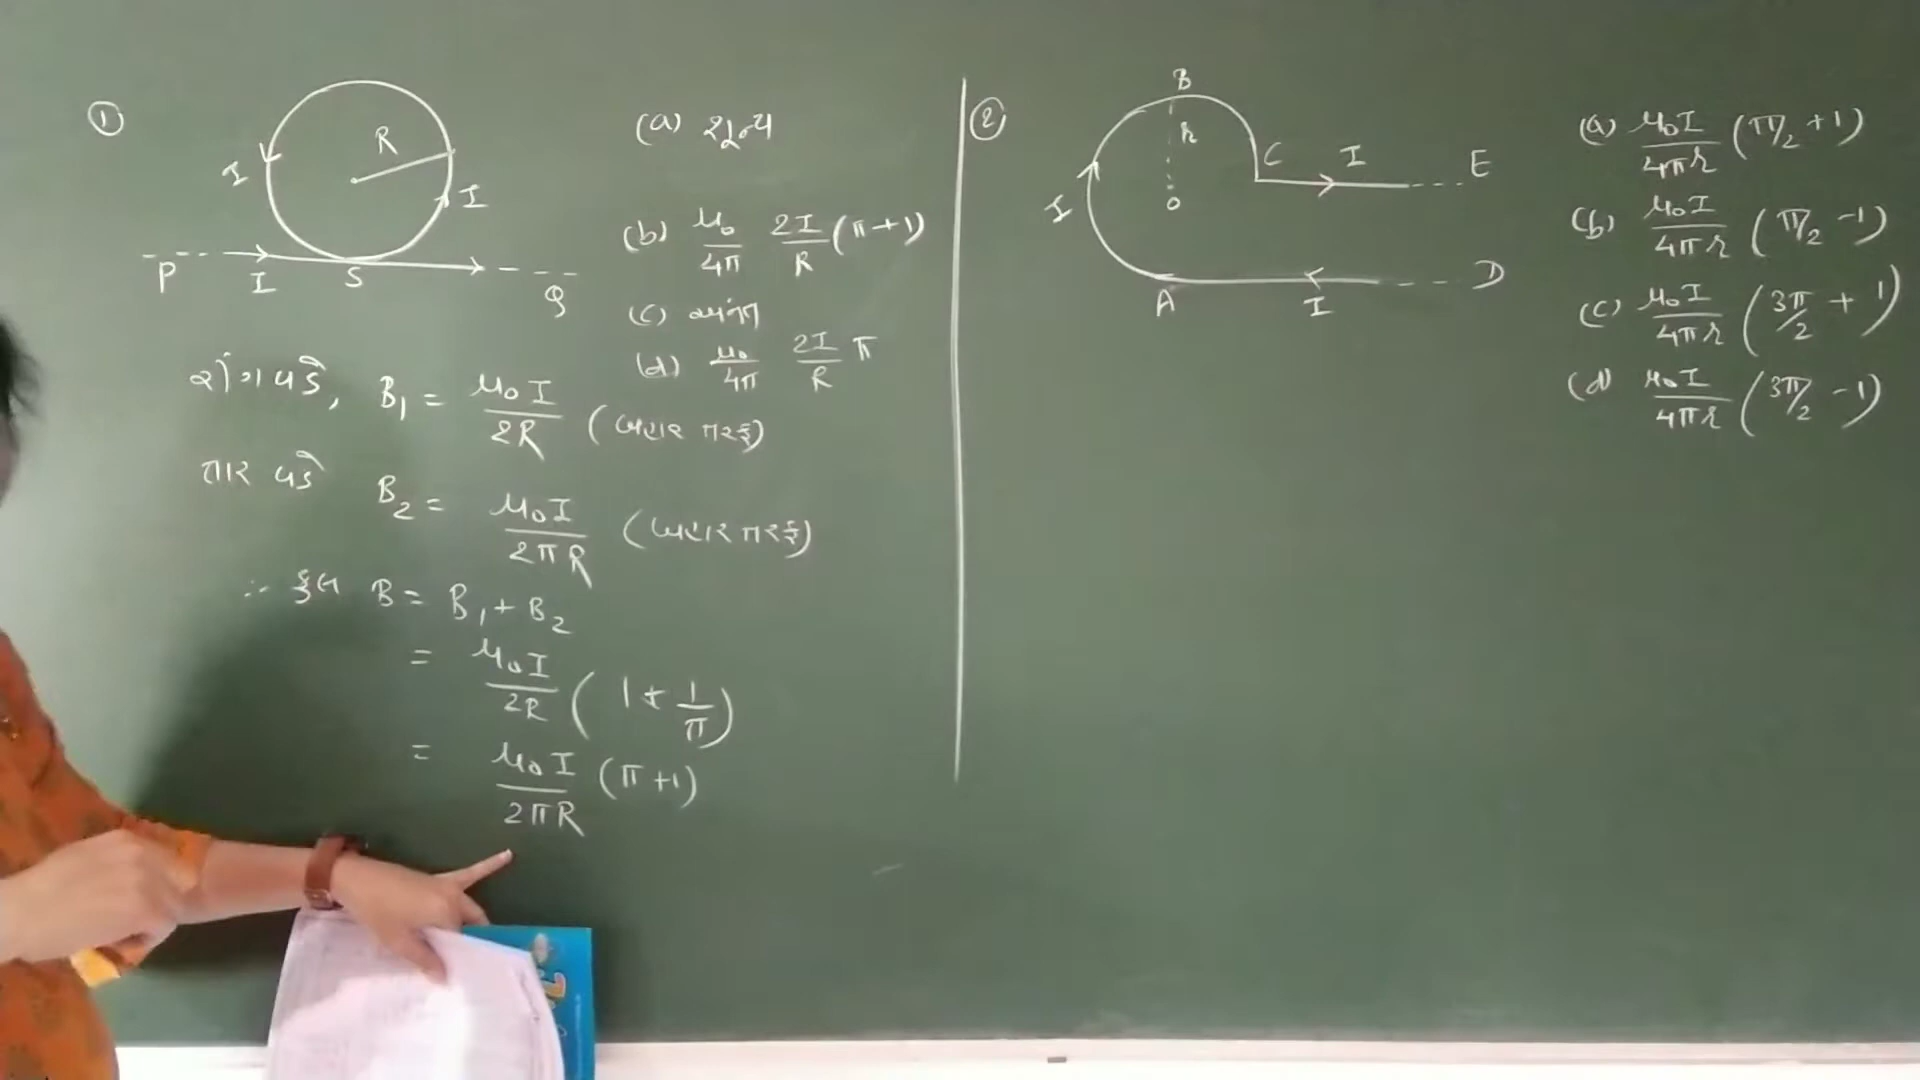 ①
R
I
I
P
I
S
Q
(a) શૂન્ય
(b) μ₀/4π 2I/R (π+1)
(c) અનંત
(d) μ₀/4π 2I/R π
રીંગ વડે, B₁ = μ₀I/2R (બહાર તરફ)
તાર વડે B₂ = μ₀I/2πR (બહાર તરફ)
∴ કુલ B = B₁ + B₂
= μ₀I/2R (1 + 1/π)
= μ₀I/2πR (π+1)
②
B
r
C
I
E
O
I
A
I
D
(a) μ₀I/4πr (π/2 + 1)
(b) μ₀I/4πr (π/2 - 1)
(c) μ₀I/4πr (3π/2 + 1)
(d) μ₀I/4πr (3π/2 - 1)